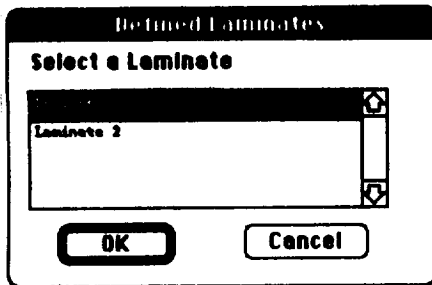 Defined Laminates
Select a Laminate
Laminate 2
OK
Cancel